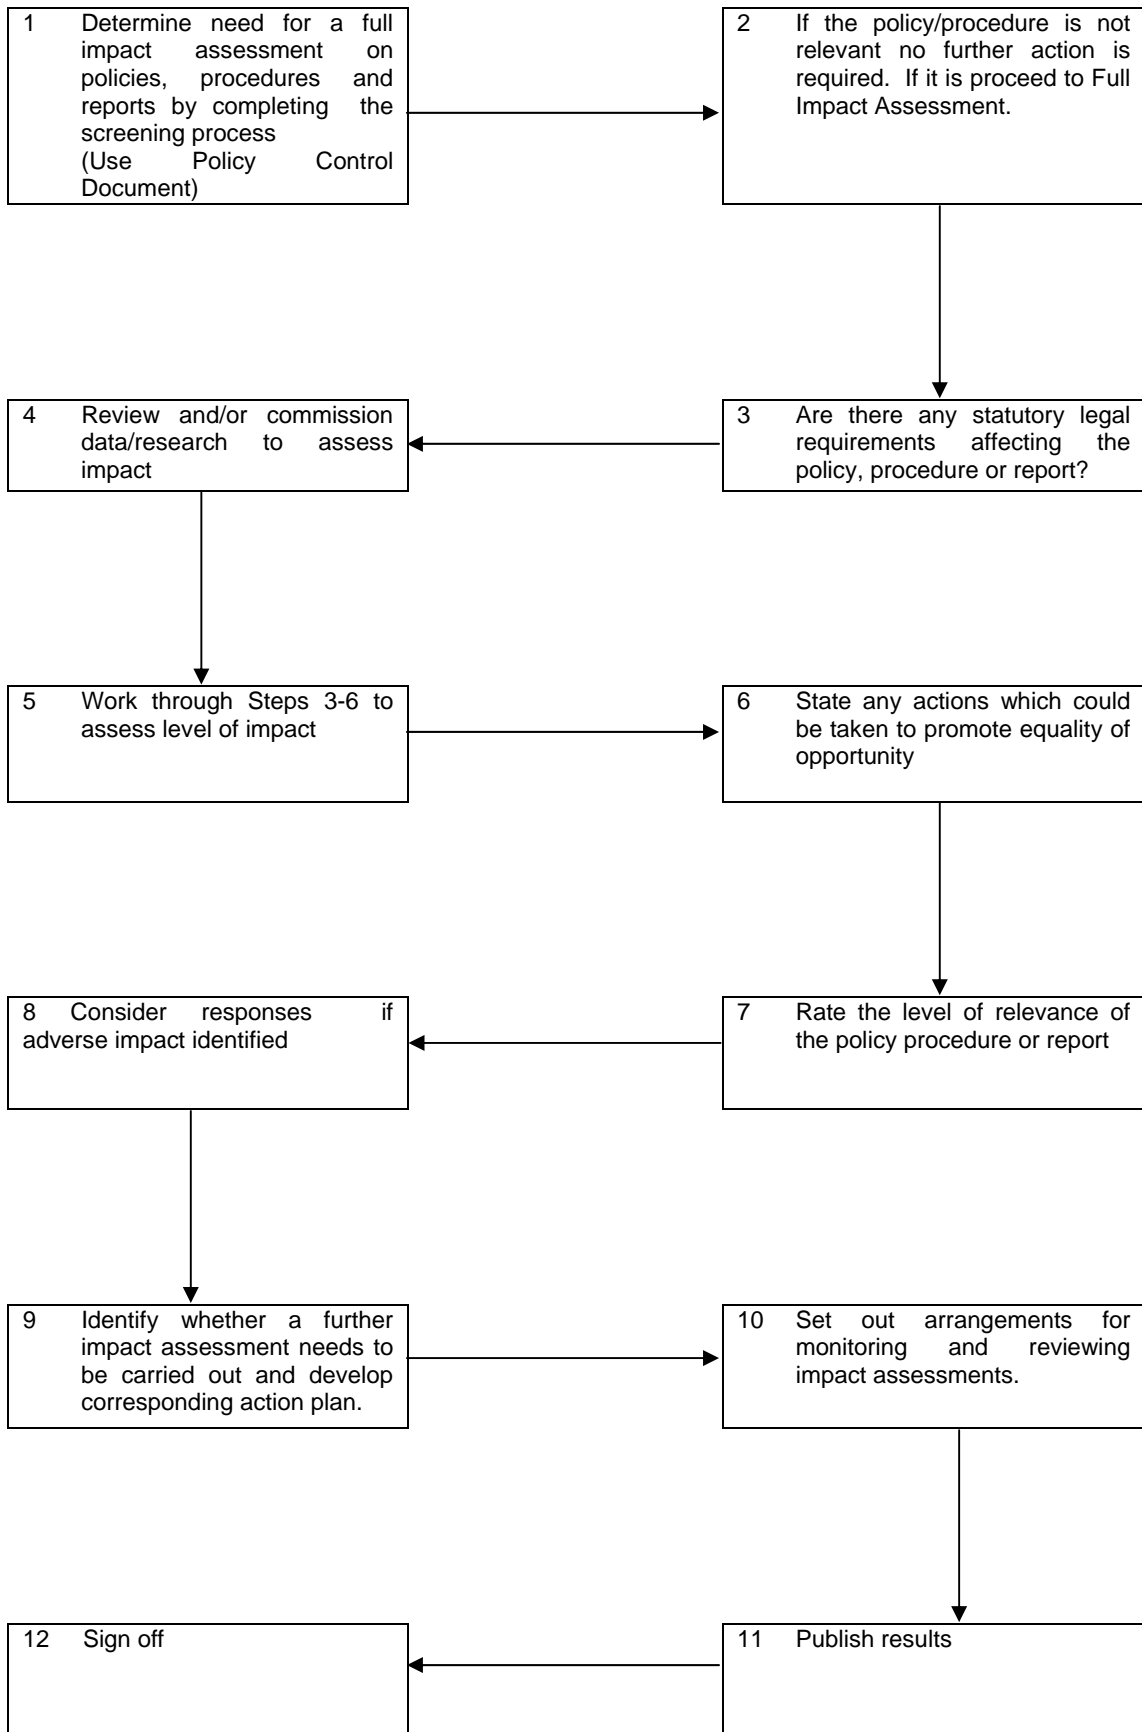 1 Determine need for a full
impact assessment on
policies, procedures and
reports by completing the
screening process
(Use Policy Control
Document)
2 If the policy/procedure is not
relevant no further action is
required. If it is proceed to Full
Impact Assessment.
3 Are there any statutory legal
requirements affecting the
policy, procedure or report?
4 Review and/or commission
data/research to assess
impact
5 Work through Steps 3-6 to
assess level of impact
6 State any actions which could
be taken to promote equality of
opportunity
7 Rate the level of relevance of
the policy procedure or report
8 Consider responses if
adverse impact identified
9 Identify whether a further
impact assessment needs to
be carried out and develop
corresponding action plan.
10 Set out arrangements for
monitoring and reviewing
impact assessments.
11 Publish results
12 Sign off